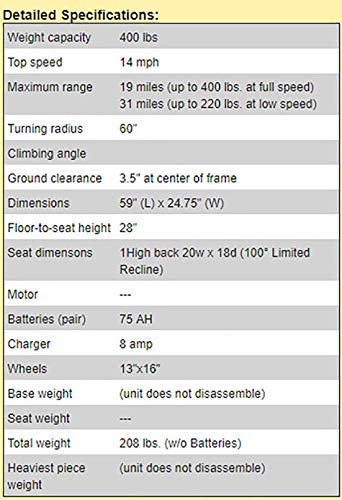 Detailed Specifications:
Weight capacity 400 lbs
Top speed 14 mph
Maximum range 19 miles (up to 400 lbs. at full speed)
31 miles (up to 220 lbs. at low speed)
Turning radius 60"
Climbing angle
Ground clearance 3.5" at center of frame
Dimensions 59" (L) x 24.75" (W)
Floor-to-seat height 28"
Seat dimensons 1High back 20w x 18d (100° Limited
Recline)
Motor ---
Batteries (pair) 75 AH
Charger 8 amp
Wheels 13"x16"
Base weight (unit does not disassemble)
Seat weight ---
Total weight 208 lbs. (w/o Batteries)
Heaviest piece (unit does not disassemble)
weight